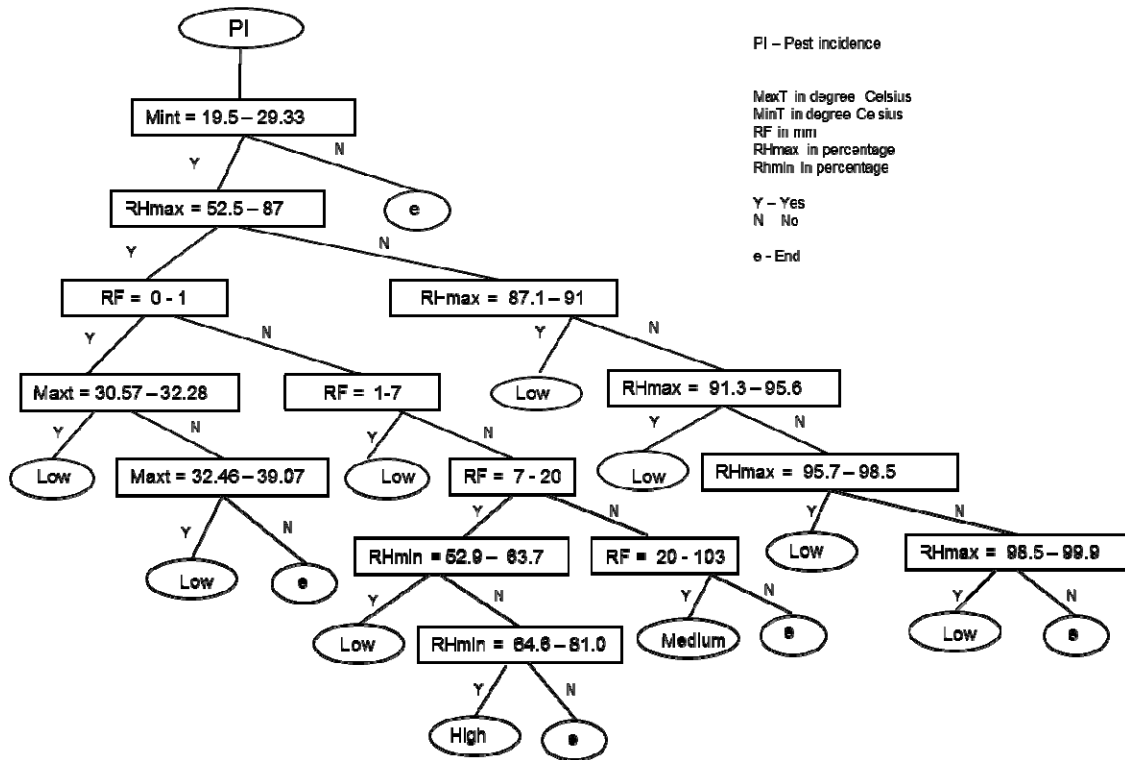 PI
PI – Pest incidence
MaxT in degree Celsius
MinT in degree Celsius
RF in mm
RHmax in percentage
Rhmin in percentage
Y – Yes
N No
e - End
Mint = 19.5 – 29.33
Y
N
RHmax = 52.5 – 87
e
Y
N
RF = 0 - 1
RHmax = 87.1 – 91
Y
N
Y
N
Maxt = 30.57 – 32.28
RF = 1-7
Low
RHmax = 91.3 – 95.6
Y
N
Y
N
Y
N
Low
Maxt = 32.46 – 39.07
Low
RF = 7 - 20
Low
RHmax = 95.7 – 98.5
Y
N
Y
N
Y
N
Low
e
RHmin = 52.9 – 63.7
RF = 20 - 103
Low
RHmax = 98.5 – 99.9
Y
N
Y
N
Y
N
Low
RHmin = 64.6 – 81.0
Medium
e
Low
e
Y
N
High
e